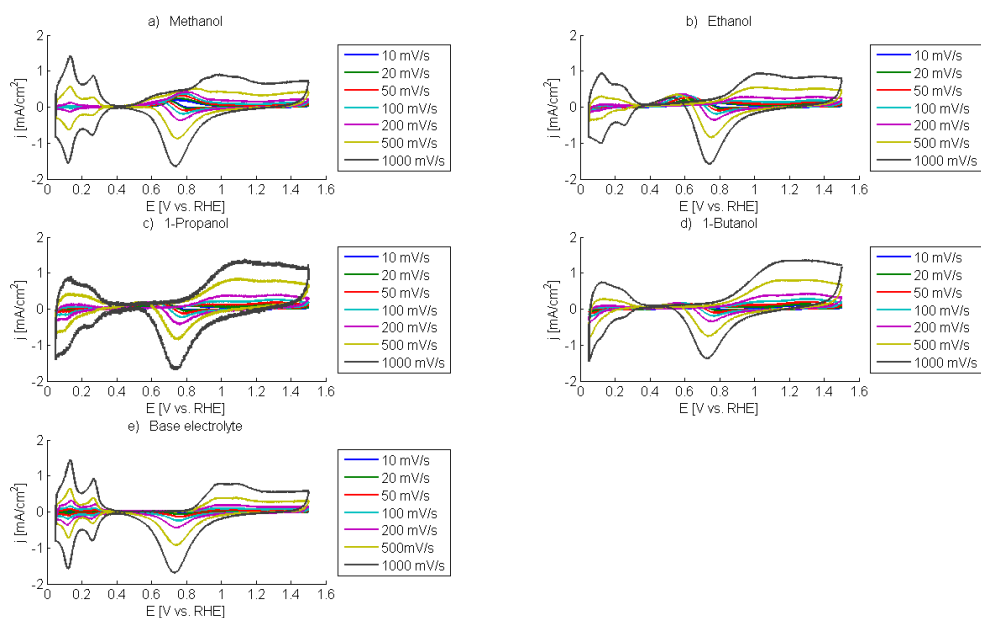 a) Methanol
2
1
0
-1
-2
0 0.2 0.4 0.6 0.8 1 1.2 1.4 1.6
j [mA/cm²]
E [V vs. RHE]
10 mV/s
20 mV/s
50 mV/s
100 mV/s
200 mV/s
500 mV/s
1000 mV/s
b) Ethanol
2
1
0
-1
-2
0 0.2 0.4 0.6 0.8 1 1.2 1.4 1.6
j [mA/cm²]
E [V vs. RHE]
10 mV/s
20 mV/s
50 mV/s
100 mV/s
200 mV/s
500 mV/s
1000 mV/s
c) 1-Propanol
2
1
0
-1
-2
0 0.2 0.4 0.6 0.8 1 1.2 1.4 1.6
j [mA/cm²]
E [V vs. RHE]
10 mV/s
20 mV/s
50 mV/s
100 mV/s
200 mV/s
500 mV/s
1000 mV/s
d) 1-Butanol
2
1
0
-1
-2
0 0.2 0.4 0.6 0.8 1 1.2 1.4 1.6
j [mA/cm²]
E [V vs. RHE]
10 mV/s
20 mV/s
50 mV/s
100 mV/s
200 mV/s
500 mV/s
1000 mV/s
e) Base electrolyte
2
1
0
-1
-2
0 0.2 0.4 0.6 0.8 1 1.2 1.4 1.6
j [mA/cm²]
E [V vs. RHE]
10 mV/s
20 mV/s
50 mV/s
100 mV/s
200 mV/s
500mV/s
1000 mV/s